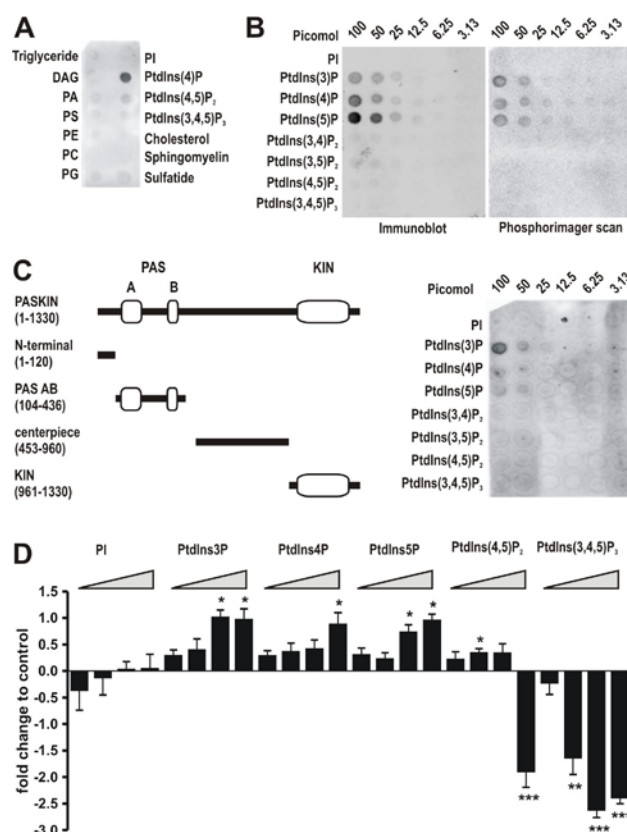 A
Triglyceride PI
DAG PtdIns(4)P
PA PtdIns(4,5)P₂
PS PtdIns(3,4,5)P₃
PE Cholesterol
PC Sphingomyelin
PG Sulfatide
B
Picomol 100 50 25 12.5 6.25 3.13 100 50 25 12.5 6.25 3.13
PI
PtdIns(3)P
PtdIns(4)P
PtdIns(5)P
PtdIns(3,4)P₂
PtdIns(3,5)P₂
PtdIns(4,5)P₂
PtdIns(3,4,5)P₃
Immunoblot Phosphorimager scan
C
PAS KIN
A B
PASKIN
(1-1330)
N-terminal
(1-120)
PAS AB
(104-436)
centerpiece
(453-960)
KIN
(961-1330)
Picomol 100 50 25 12.5 6.25 3.13
PI
PtdIns(3)P
PtdIns(4)P
PtdIns(5)P
PtdIns(3,4)P₂
PtdIns(3,5)P₂
PtdIns(4,5)P₂
PtdIns(3,4,5)P₃
D
PI PtdIns3P PtdIns4P PtdIns5P PtdIns(4,5)P₂ PtdIns(3,4,5)P₃
fold change to control
1.5
1.0
0.5
0.0
-0.5
-1.0
-1.5
-2.0
-2.5
-3.0
* * * * * *
*** ** *** ***